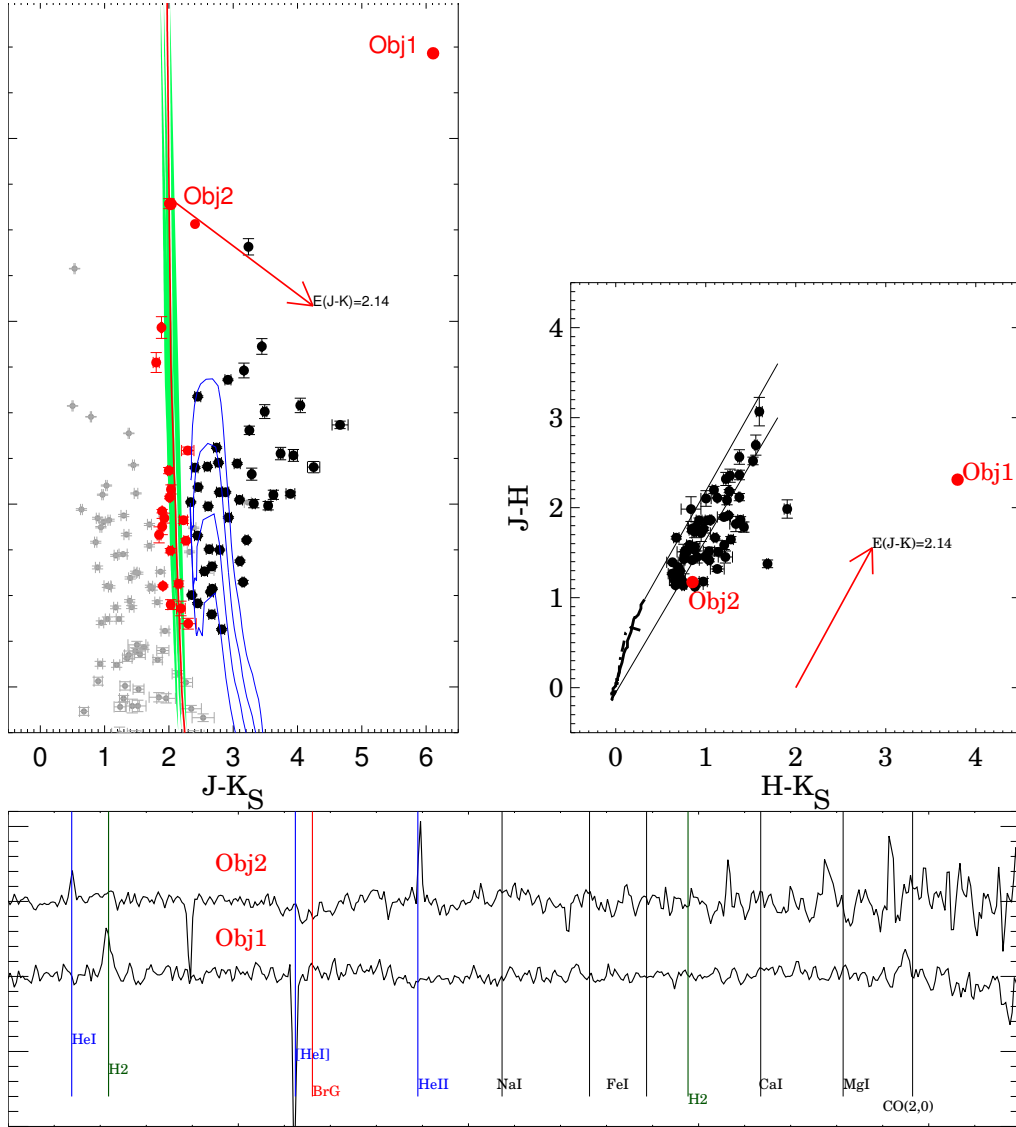 Obj1
Obj2
E(J-K)=2.14
0 1 2 3 4 5 6
J-K_S
4
3
2
1
0
J-H
Obj1
E(J-K)=2.14
Obj2
0 1 2 3 4
H-K_S
Obj2
Obj1
HeI
H2
[HeI]
BrG
HeII
NaI
FeI
H2
CaI
MgI
CO(2,0)